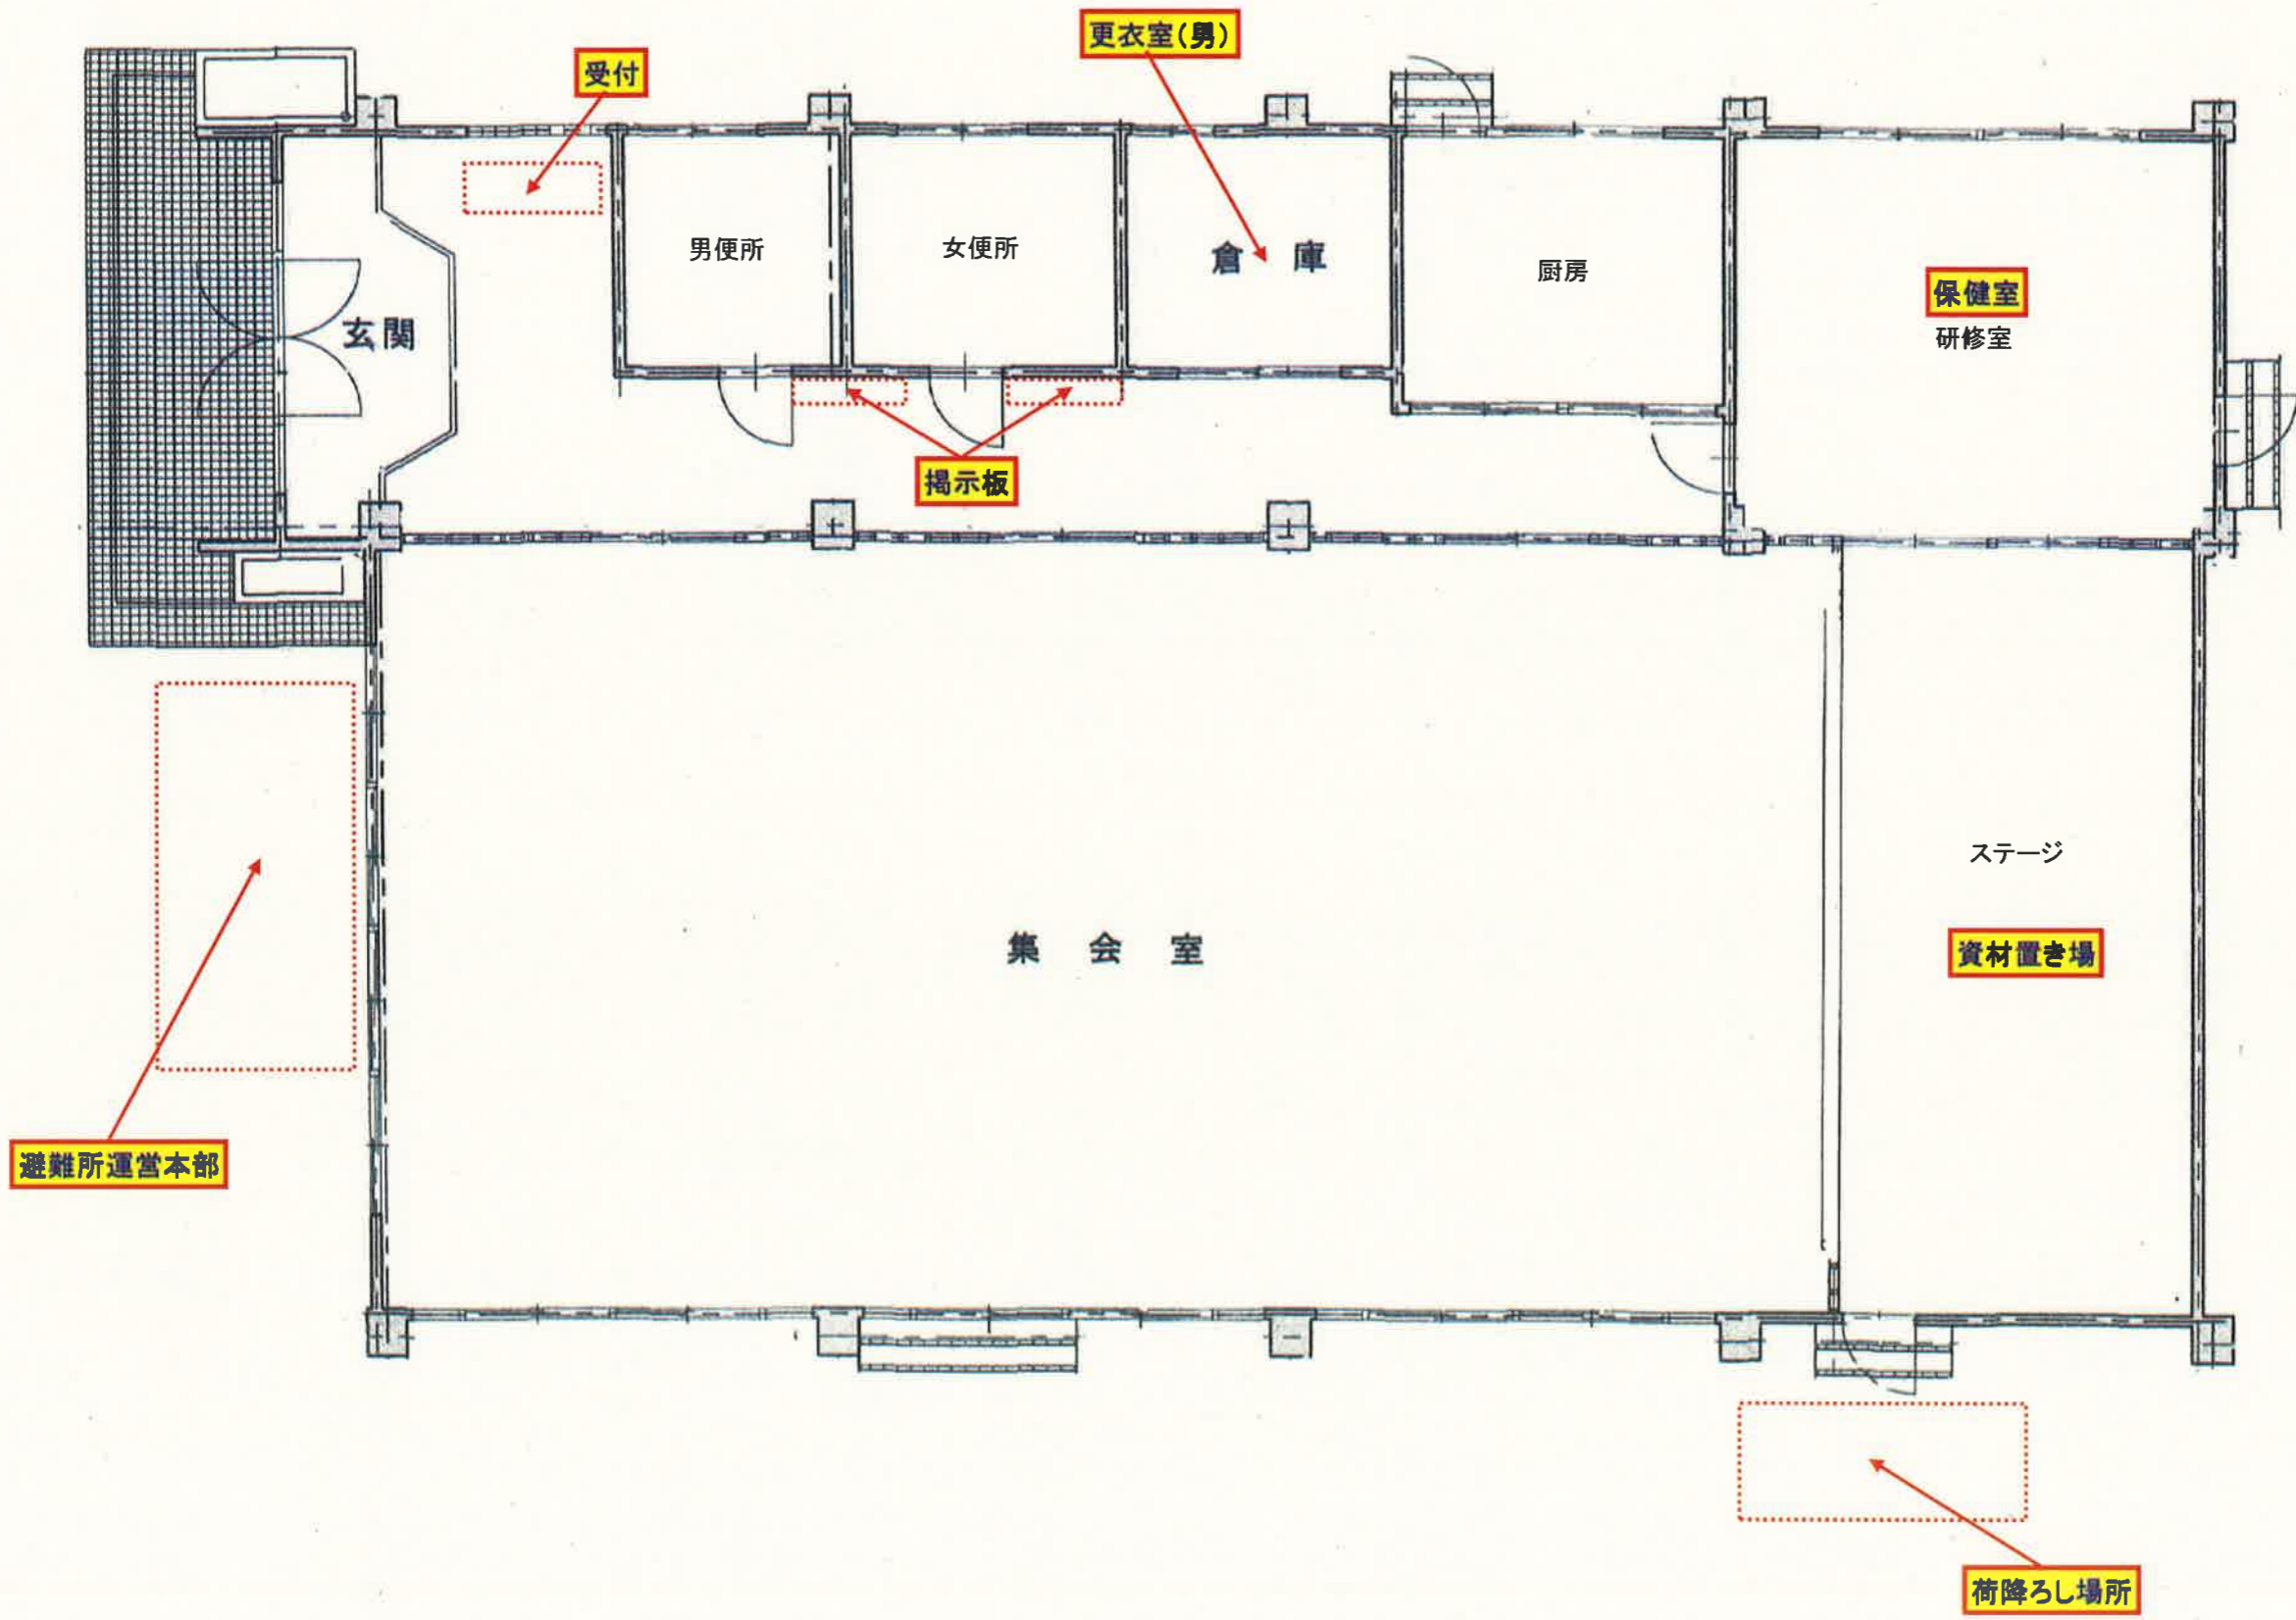 更衣室(男)
受付
男便所
女便所
倉 庫
厨房
保健室
研修室
玄関
掲示板
ステージ
集 会 室
資材置き場
避難所運営本部
荷降ろし場所